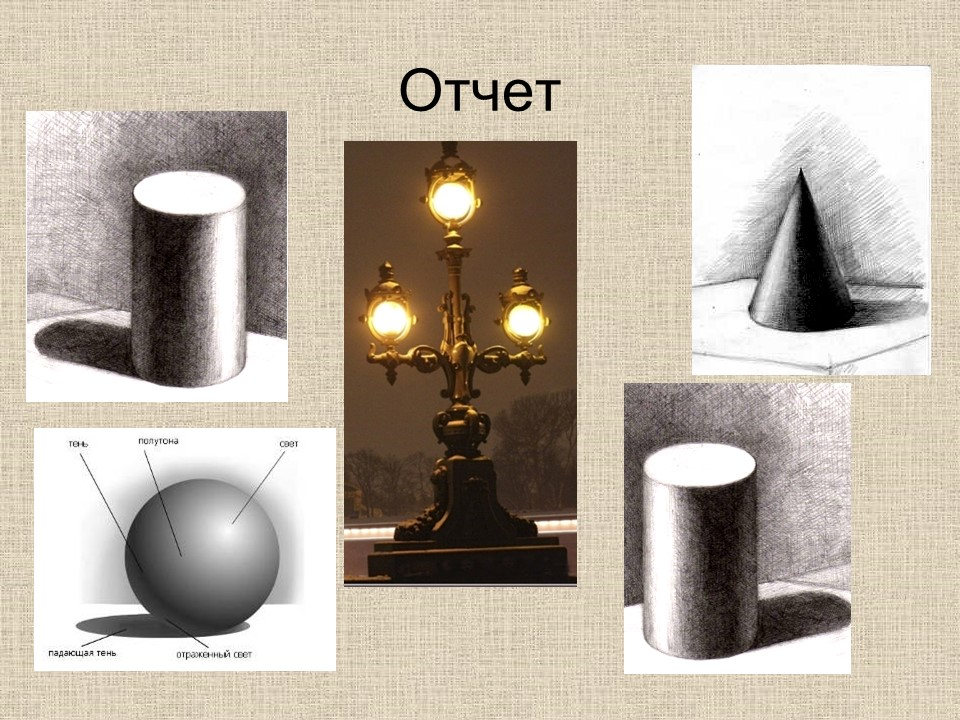 Отчет
тень
полутона
свет
падающая тень
отраженный свет